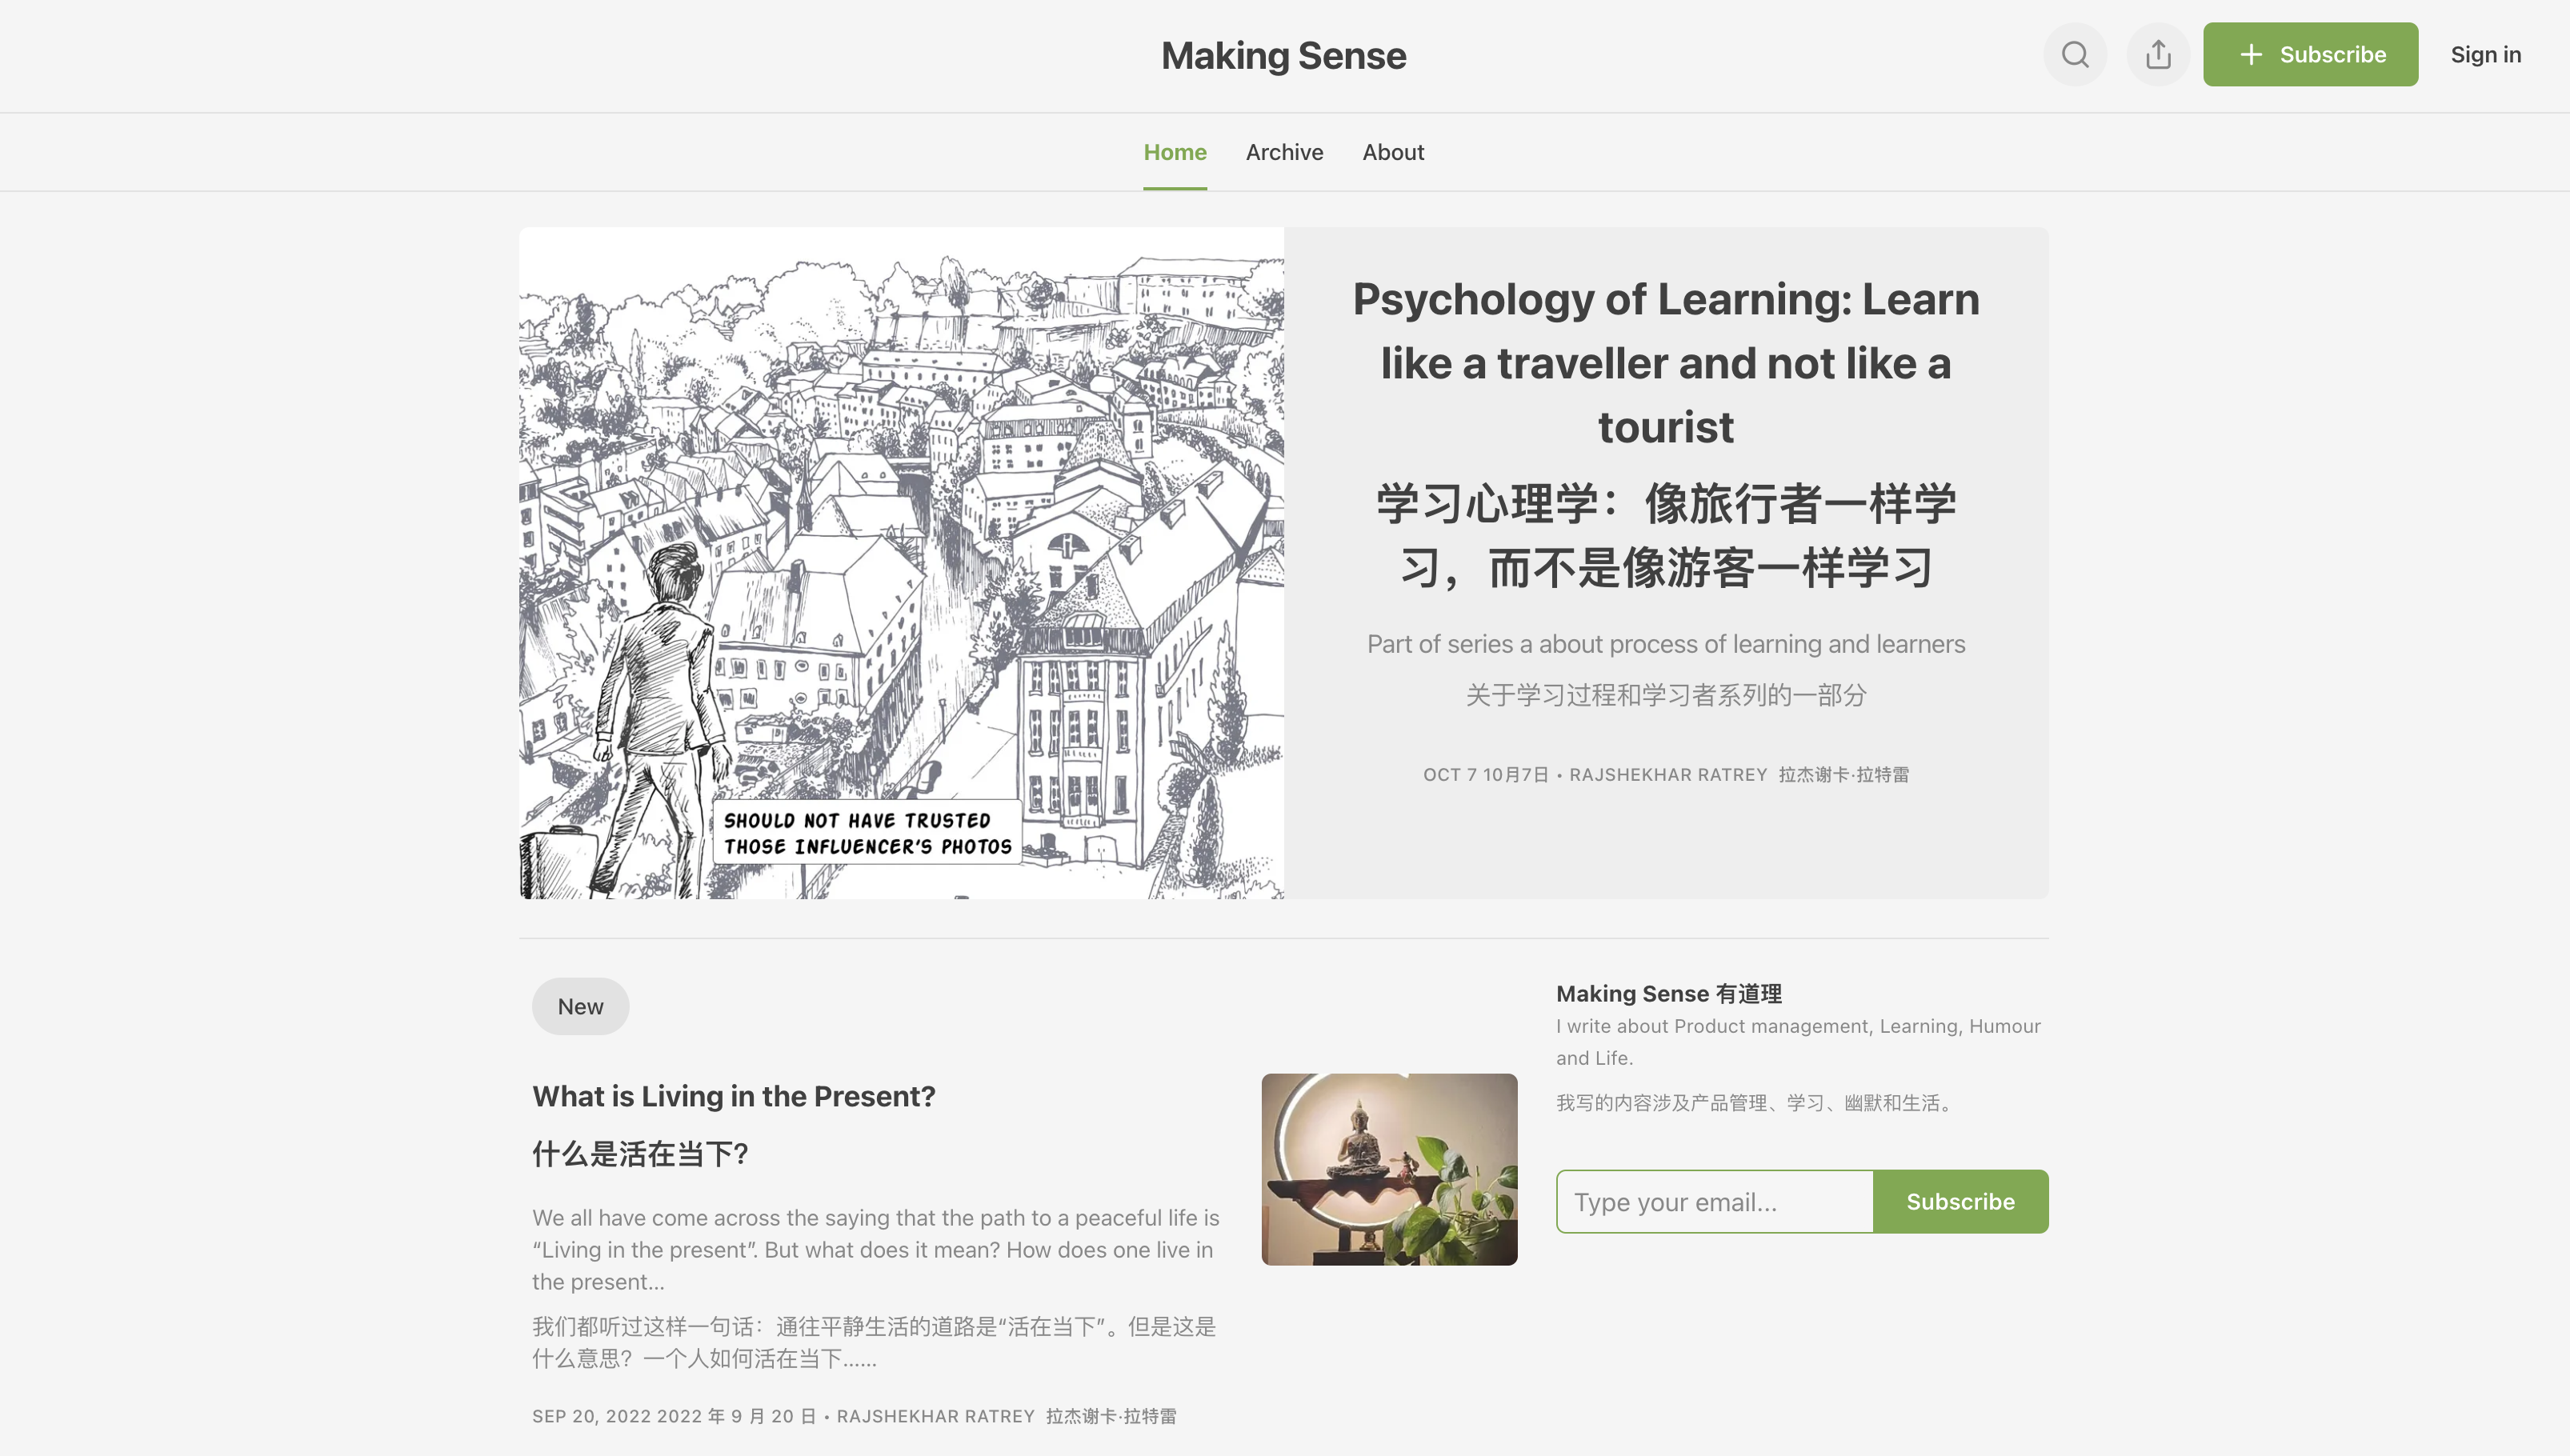 Making Sense
Subscribe
Sign in
Home
Archive
About
Psychology of Learning: Learn
like a traveller and not like a
tourist
学习心理学：像旅行者一样学
习，而不是像游客一样学习
Part of series a about process of learning and learners
关于学习过程和学习者系列的一部分
OCT 7 10月7日 • RAJSHEKHAR RATREY 拉杰谢卡·拉特雷
SHOULD NOT HAVE TRUSTED
THOSE INFLUENCER'S PHOTOS
New
What is Living in the Present?
什么是活在当下?
We all have come across the saying that the path to a peaceful life is
“Living in the present”. But what does it mean? How does one live in
the present…
我们都听过这样一句话：通往平静生活的道路是“活在当下”。但是这是
什么意思？一个人如何活在当下……
SEP 20, 2022 2022 年 9 月 20 日 • RAJSHEKHAR RATREY 拉杰谢卡·拉特雷
Making Sense 有道理
I write about Product management, Learning, Humour
and Life.
我写的内容涉及产品管理、学习、幽默和生活。
Type your email...
Subscribe